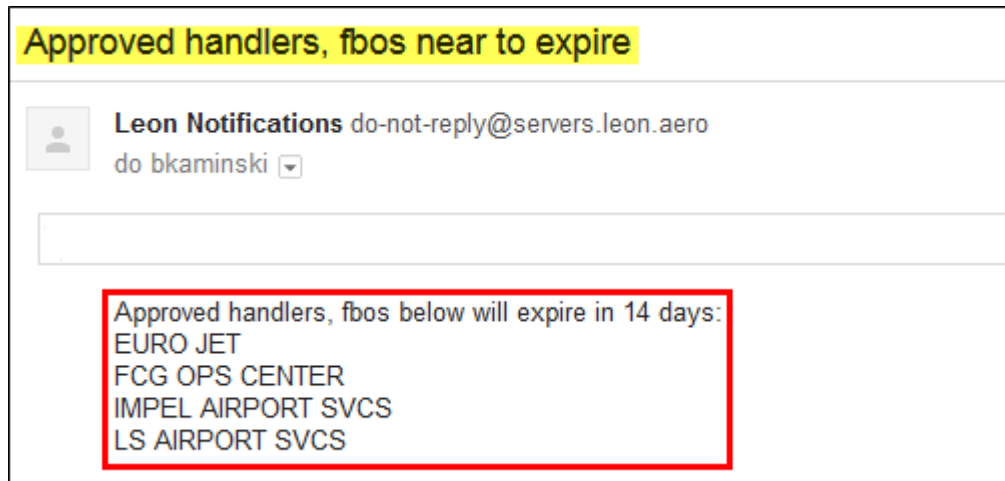 Approved handlers, fbos near to expire
Leon Notifications do-not-reply@servers.leon.aero
do bkaminski
Approved handlers, fbos below will expire in 14 days:
EURO JET
FCG OPS CENTER
IMPEL AIRPORT SVCS
LS AIRPORT SVCS